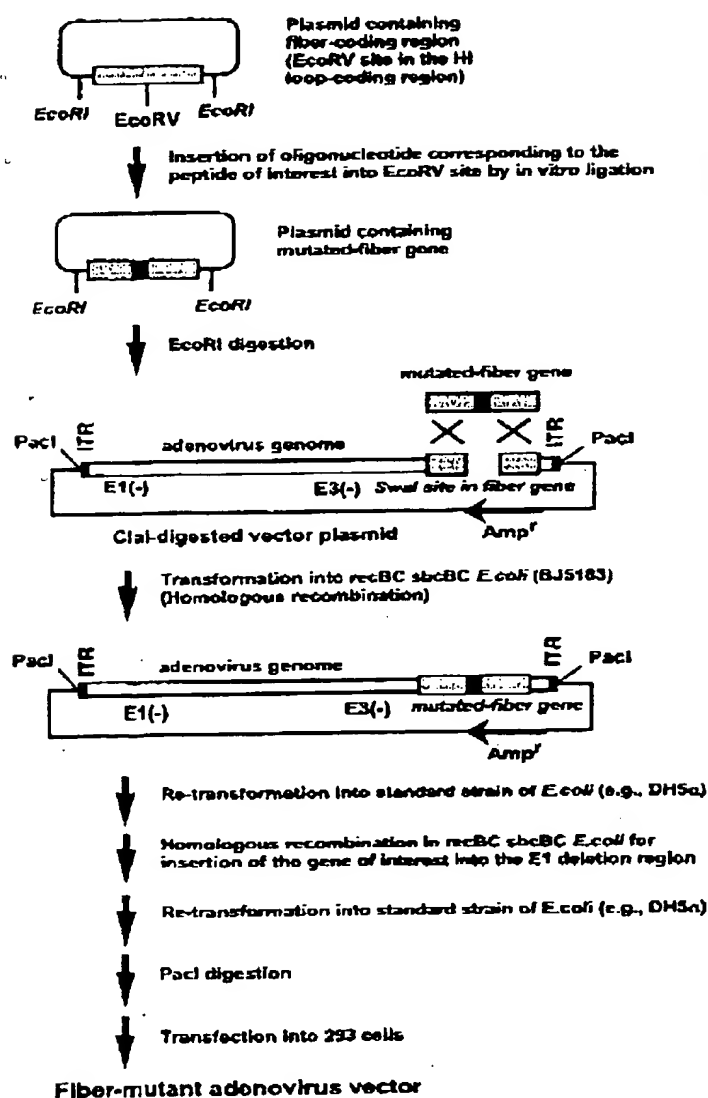 Plasmid containing
fiber-coding region
(EcoRV site in the HI
loop-coding region)
EcoRI EcoRV EcoRI
Insertion of oligonucleotide corresponding to the
peptide of interest into EcoRV site by in vitro ligation
Plasmid containing
mutated-fiber gene
EcoRI EcoRI
EcoRI digestion
mutated-fiber gene
PacI ITR adenovirus genome ITR PacI
E1(-) E3(-) SwaI site in fiber gene
ClaI-digested vector plasmid Ampr
Transformation into recBC sbcBC E.coli (BJ5183)
(Homologous recombination)
PacI ITR adenovirus genome ITR PacI
E1(-) E3(-) mutated-fiber gene
Ampr
Re-transformation into standard strain of E.coli (e.g., DH5α)
Homologous recombination in recBC sbcBC E.coli for
insertion of the gene of interest into the E1 deletion region
Re-transformation into standard strain of E.coli (e.g., DH5α)
PacI digestion
Transfection into 293 cells
Fiber-mutant adenovirus vector